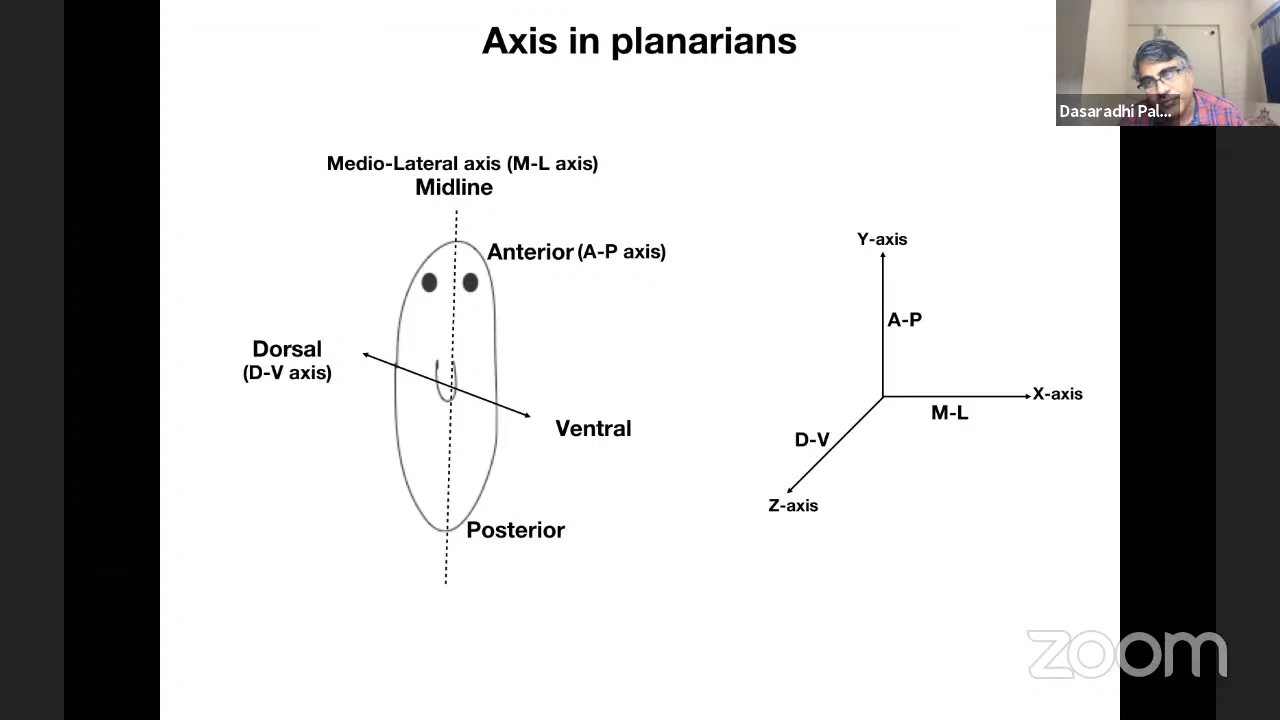 Axis in planarians
Dasaradhi Pal...
Medio-Lateral axis (M-L axis)
Midline
Anterior (A-P axis)
Dorsal
(D-V axis)
Ventral
Posterior
Y-axis
A-P
X-axis
M-L
D-V
Z-axis
zoom